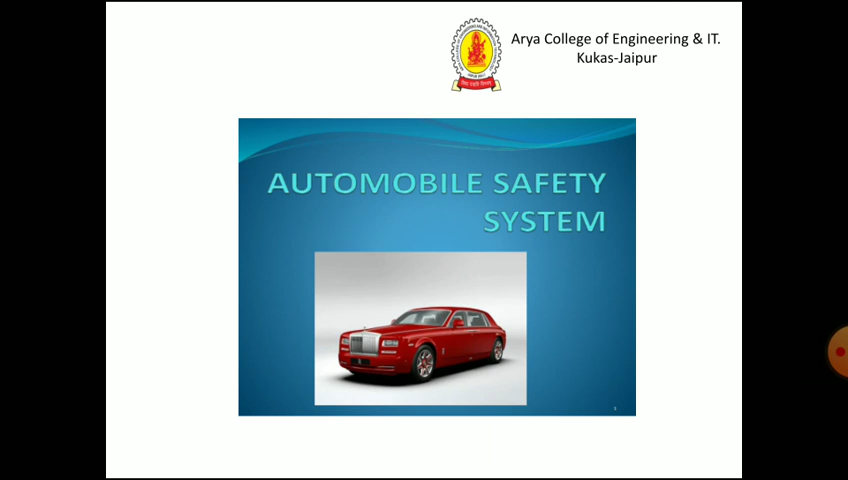 Arya College of Engineering & IT.
Kukas-Jaipur
AUTOMOBILE SAFETY
SYSTEM